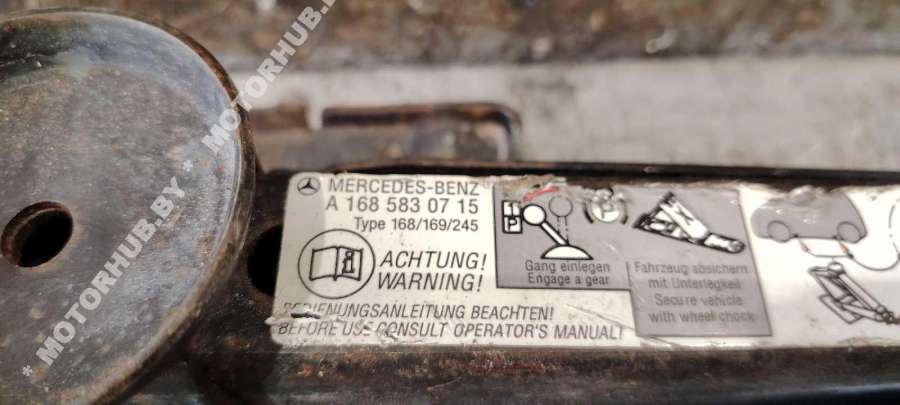 MERCEDES-BENZ
A 168 583 07 15
Type 168/169/245
ACHTUNG!
WARNING!
BEDIENUNGSANLEITUNG BEACHTEN!
BEFORE USE CONSULT OPERATOR'S MANUAL!
Gang einlegen
Engage a gear
Fahrzeug absichern
mit Unterlegkeil
Secure vehicle
with wheel chock
* MOTORHUB.BY * MOTORHUB.BY